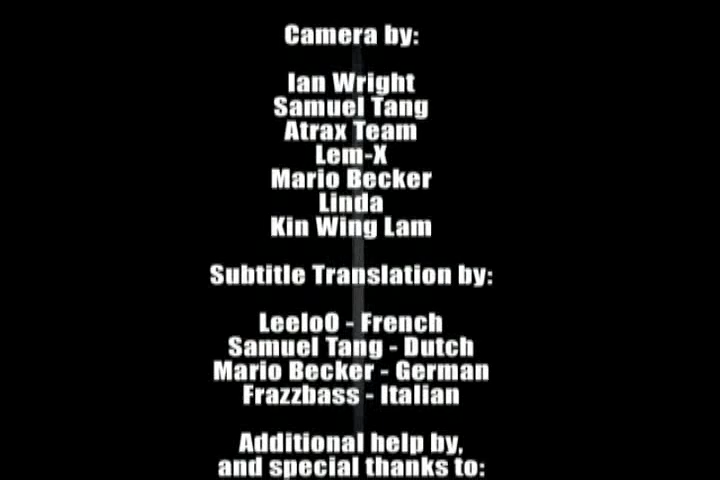 Camera by:
Ian Wright
Samuel Tang
Atrax Team
Lem-X
Mario Becker
Linda
Kin Wing Lam
Subtitle Translation by:
Leeloo - French
Samuel Tang - Dutch
Mario Becker - German
Frazzbass - Italian
Additional help by,
and special thanks to: